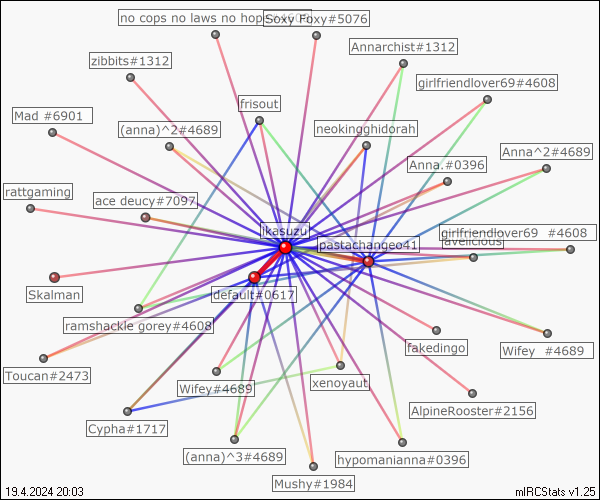 no cops no laws no hope
Soxy Foxy#5076
Annarchist#1312
zibbits#1312
girlfriendlover69#4608
frisout
Mad  #6901
(anna)^2#4689
neokingghidorah
Anna^2#4689
Anna.#0396
rattgaming
ace deucy#7097
ikasuzu
girlfriendlover69  #4608
pastachangeo41
Skalman
default#0617
ramshackle gorey#4608
fakedingo
Wifey  #4689
Toucan#2473
Wifey#4689
xenoyaut
AlpineRooster#2156
Cypha#1717
(anna)^3#4689
hypomanianna#0396
Mushy#1984
19.4.2024 20:03
mIRCStats v1.25